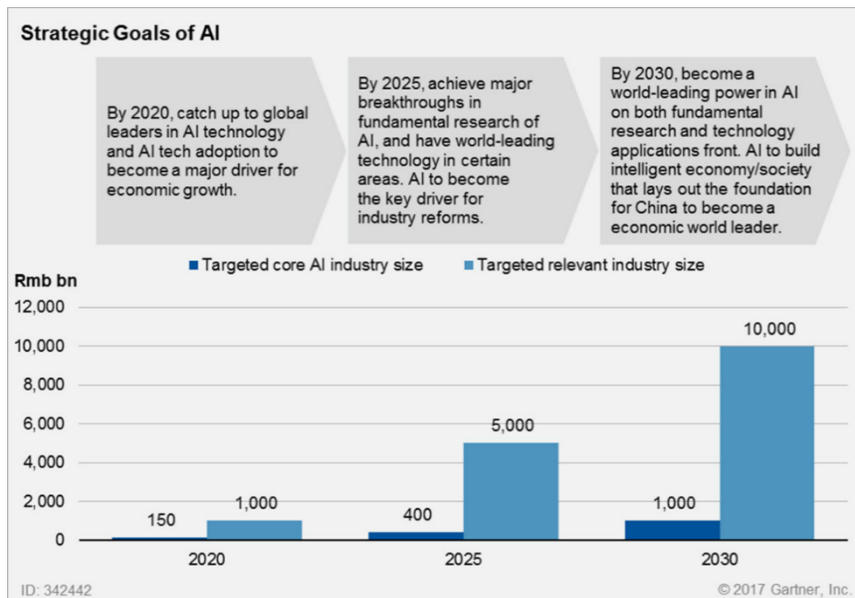 Strategic Goals of AI
By 2020, catch up to global
leaders in AI technology
and AI tech adoption to
become a major driver for
economic growth.
By 2025, achieve major
breakthroughs in
fundamental research of
AI, and have world-leading
technology in certain
areas. AI to become
the key driver for
industry reforms.
By 2030, become a
world-leading power in AI
on both fundamental
research and technology
applications front. AI to build
intelligent economy/society
that lays out the foundation
for China to become a
economic world leader.
Targeted core AI industry size
Targeted relevant industry size
Rmb bn
12,000
10,000
8,000
6,000
4,000
2,000
0
150
1,000
400
5,000
1,000
10,000
2020
2025
2030
ID: 342442
© 2017 Gartner, Inc.